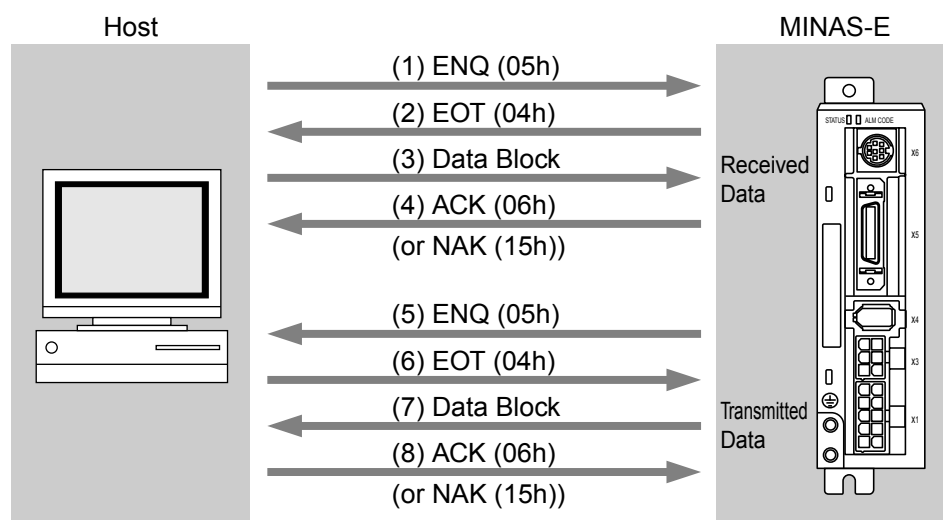 Host
MINAS-E
(1) ENQ (05h)
(2) EOT (04h)
(3) Data Block
(4) ACK (06h)
(or NAK (15h))
Received
Data
(5) ENQ (05h)
(6) EOT (04h)
(7) Data Block
(8) ACK (06h)
(or NAK (15h))
Transmitted
Data
STATUS ALM CODE
X6
X5
X4
X3
X1